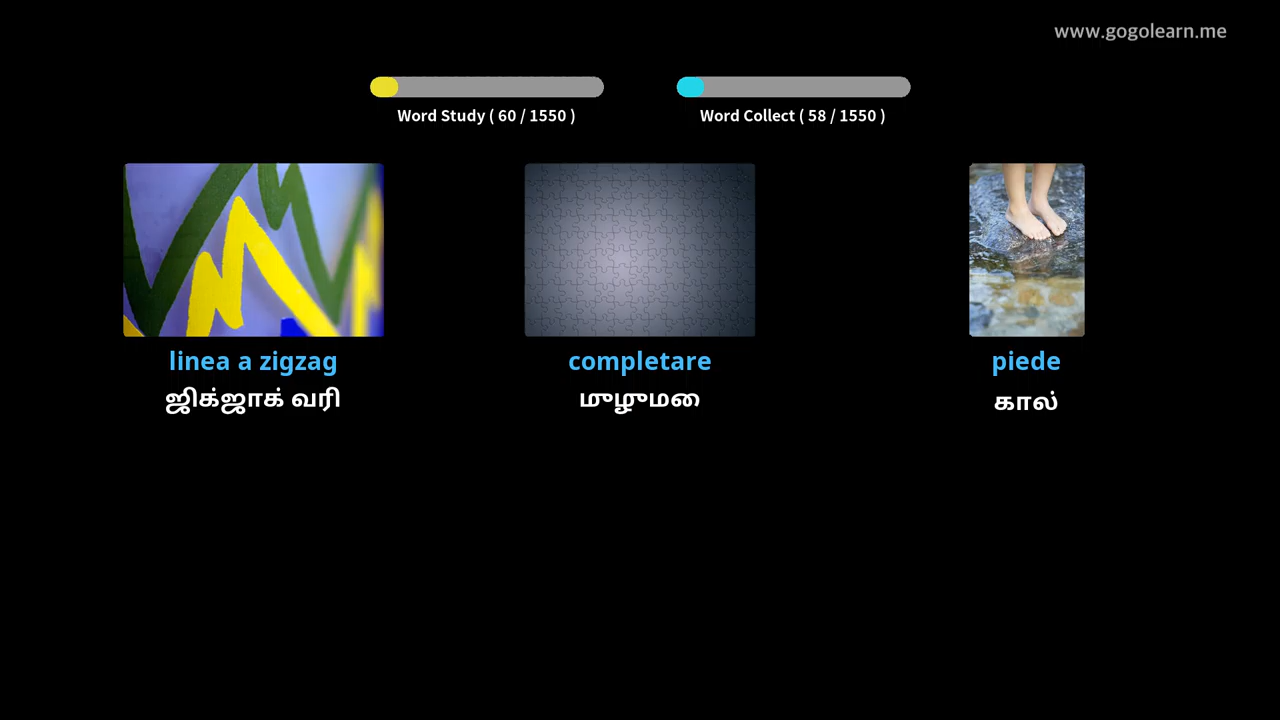 www.gogolearn.me
Word Study ( 60 / 1550 )
Word Collect ( 58 / 1550 )
linea a zigzag
completare
piede
ஜிக்ஜாக் வரி
முழுமை
கால்